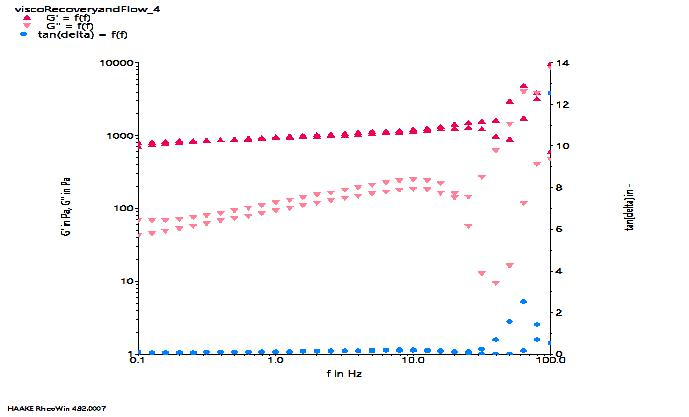 viscoRecoveryandFlow_4
G' = f(f)
G'' = f(f)
tan(delta) = f(f)
10000
1000
100
10
1
G' in Pa, G'' in Pa
14
12
10
8
6
4
2
0
tan(delta) in -
0.1
1.0
10.0
100.0
f in Hz
HAAKE RheoWin 4.82.0007